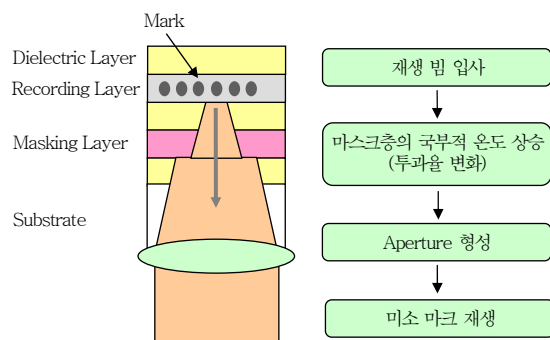 Mark
Dielectric Layer
Recording Layer
Masking Layer
Substrate
재생 빔 입사
마스크층의 국부적 온도 상승
(투과율 변화)
Aperture 형성
미소 마크 재생